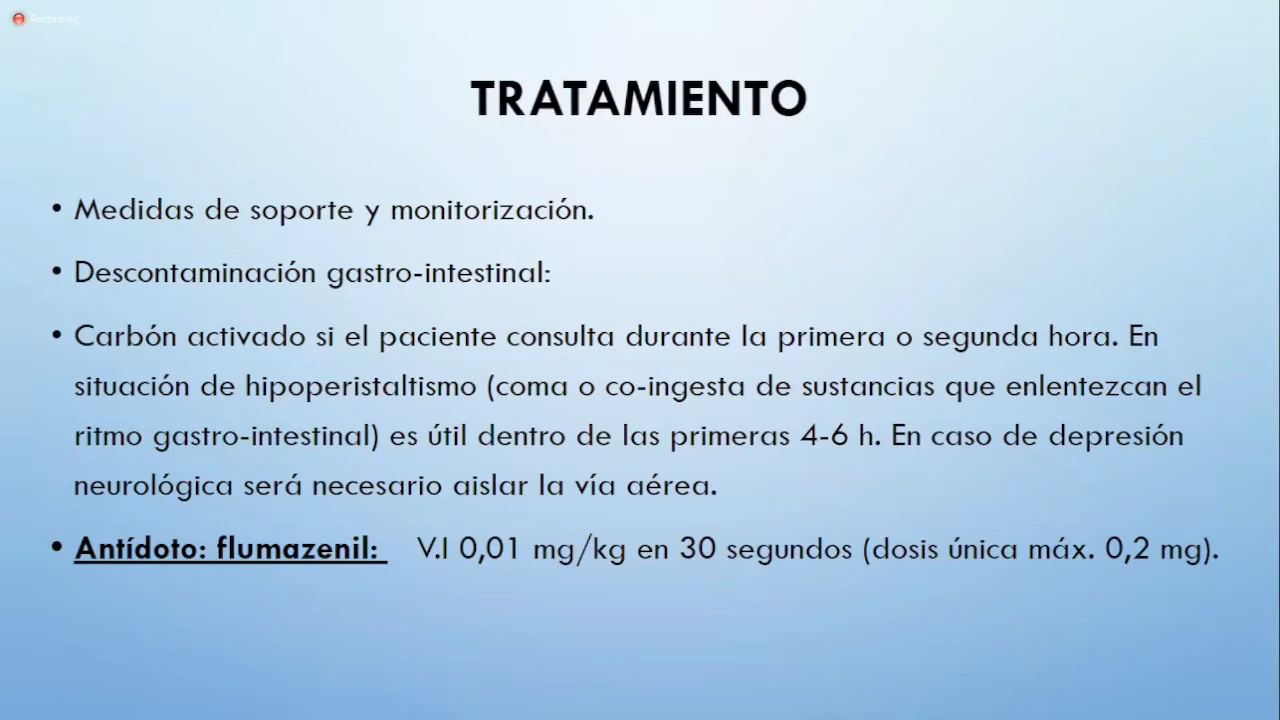 Recording
TRATAMIENTO
• Medidas de soporte y monitorización.
• Descontaminación gastro-intestinal:
• Carbón activado si el paciente consulta durante la primera o segunda hora. En
situación de hipoperistaltismo (coma o co-ingesta de sustancias que enlentezcan el
ritmo gastro-intestinal) es útil dentro de las primeras 4-6 h. En caso de depresión
neurológica será necesario aislar la vía aérea.
• Antídoto: flumazenil: V.I 0,01 mg/kg en 30 segundos (dosis única máx. 0,2 mg).